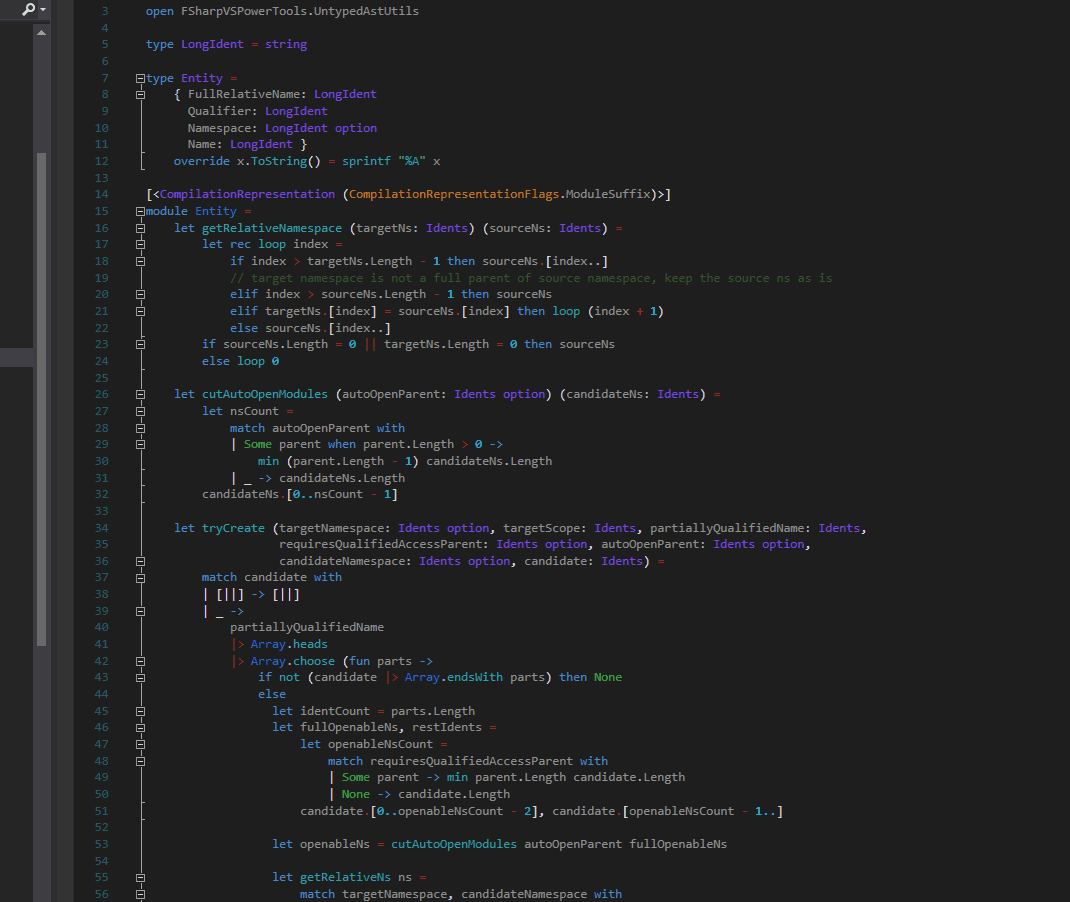 3 open FSharpVSPowerTools.UntypedAstUtils
4
5 type LongIdent = string
6
7 type Entity =
8     { FullRelativeName: LongIdent
9       Qualifier: LongIdent
10       Namespace: LongIdent option
11       Name: LongIdent }
12     override x.ToString() = sprintf "%A" x
13
14 [<CompilationRepresentation (CompilationRepresentationFlags.ModuleSuffix)>]
15 module Entity =
16     let getRelativeNamespace (targetNs: Idents) (sourceNs: Idents) =
17         let rec loop index =
18             if index > targetNs.Length - 1 then sourceNs.[index..]
19             // target namespace is not a full parent of source namespace, keep the source ns as is
20             elif index > sourceNs.Length - 1 then sourceNs
21             elif targetNs.[index] = sourceNs.[index] then loop (index + 1)
22             else sourceNs.[index..]
23         if sourceNs.Length = 0 || targetNs.Length = 0 then sourceNs
24         else loop 0
25
26     let cutAutoOpenModules (autoOpenParent: Idents option) (candidateNs: Idents) =
27         let nsCount =
28             match autoOpenParent with
29             | Some parent when parent.Length > 0 ->
30                 min (parent.Length - 1) candidateNs.Length
31             | _ -> candidateNs.Length
32         candidateNs.[0..nsCount - 1]
33
34     let tryCreate (targetNamespace: Idents option, targetScope: Idents, partiallyQualifiedName: Idents,
35                    requiresQualifiedAccessParent: Idents option, autoOpenParent: Idents option,
36                    candidateNamespace: Idents option, candidate: Idents) =
37         match candidate with
38         | [||] -> [||]
39         | _ ->
40             partiallyQualifiedName
41             |> Array.heads
42             |> Array.choose (fun parts ->
43                 if not (candidate |> Array.endsWith parts) then None
44                 else
45                   let identCount = parts.Length
46                   let fullOpenableNs, restIdents =
47                       let openableNsCount =
48                           match requiresQualifiedAccessParent with
49                           | Some parent -> min parent.Length candidate.Length
50                           | None -> candidate.Length
51                       candidate.[0..openableNsCount - 2], candidate.[openableNsCount - 1..]
52
53                   let openableNs = cutAutoOpenModules autoOpenParent fullOpenableNs
54
55                   let getRelativeNs ns =
56                       match targetNamespace, candidateNamespace with